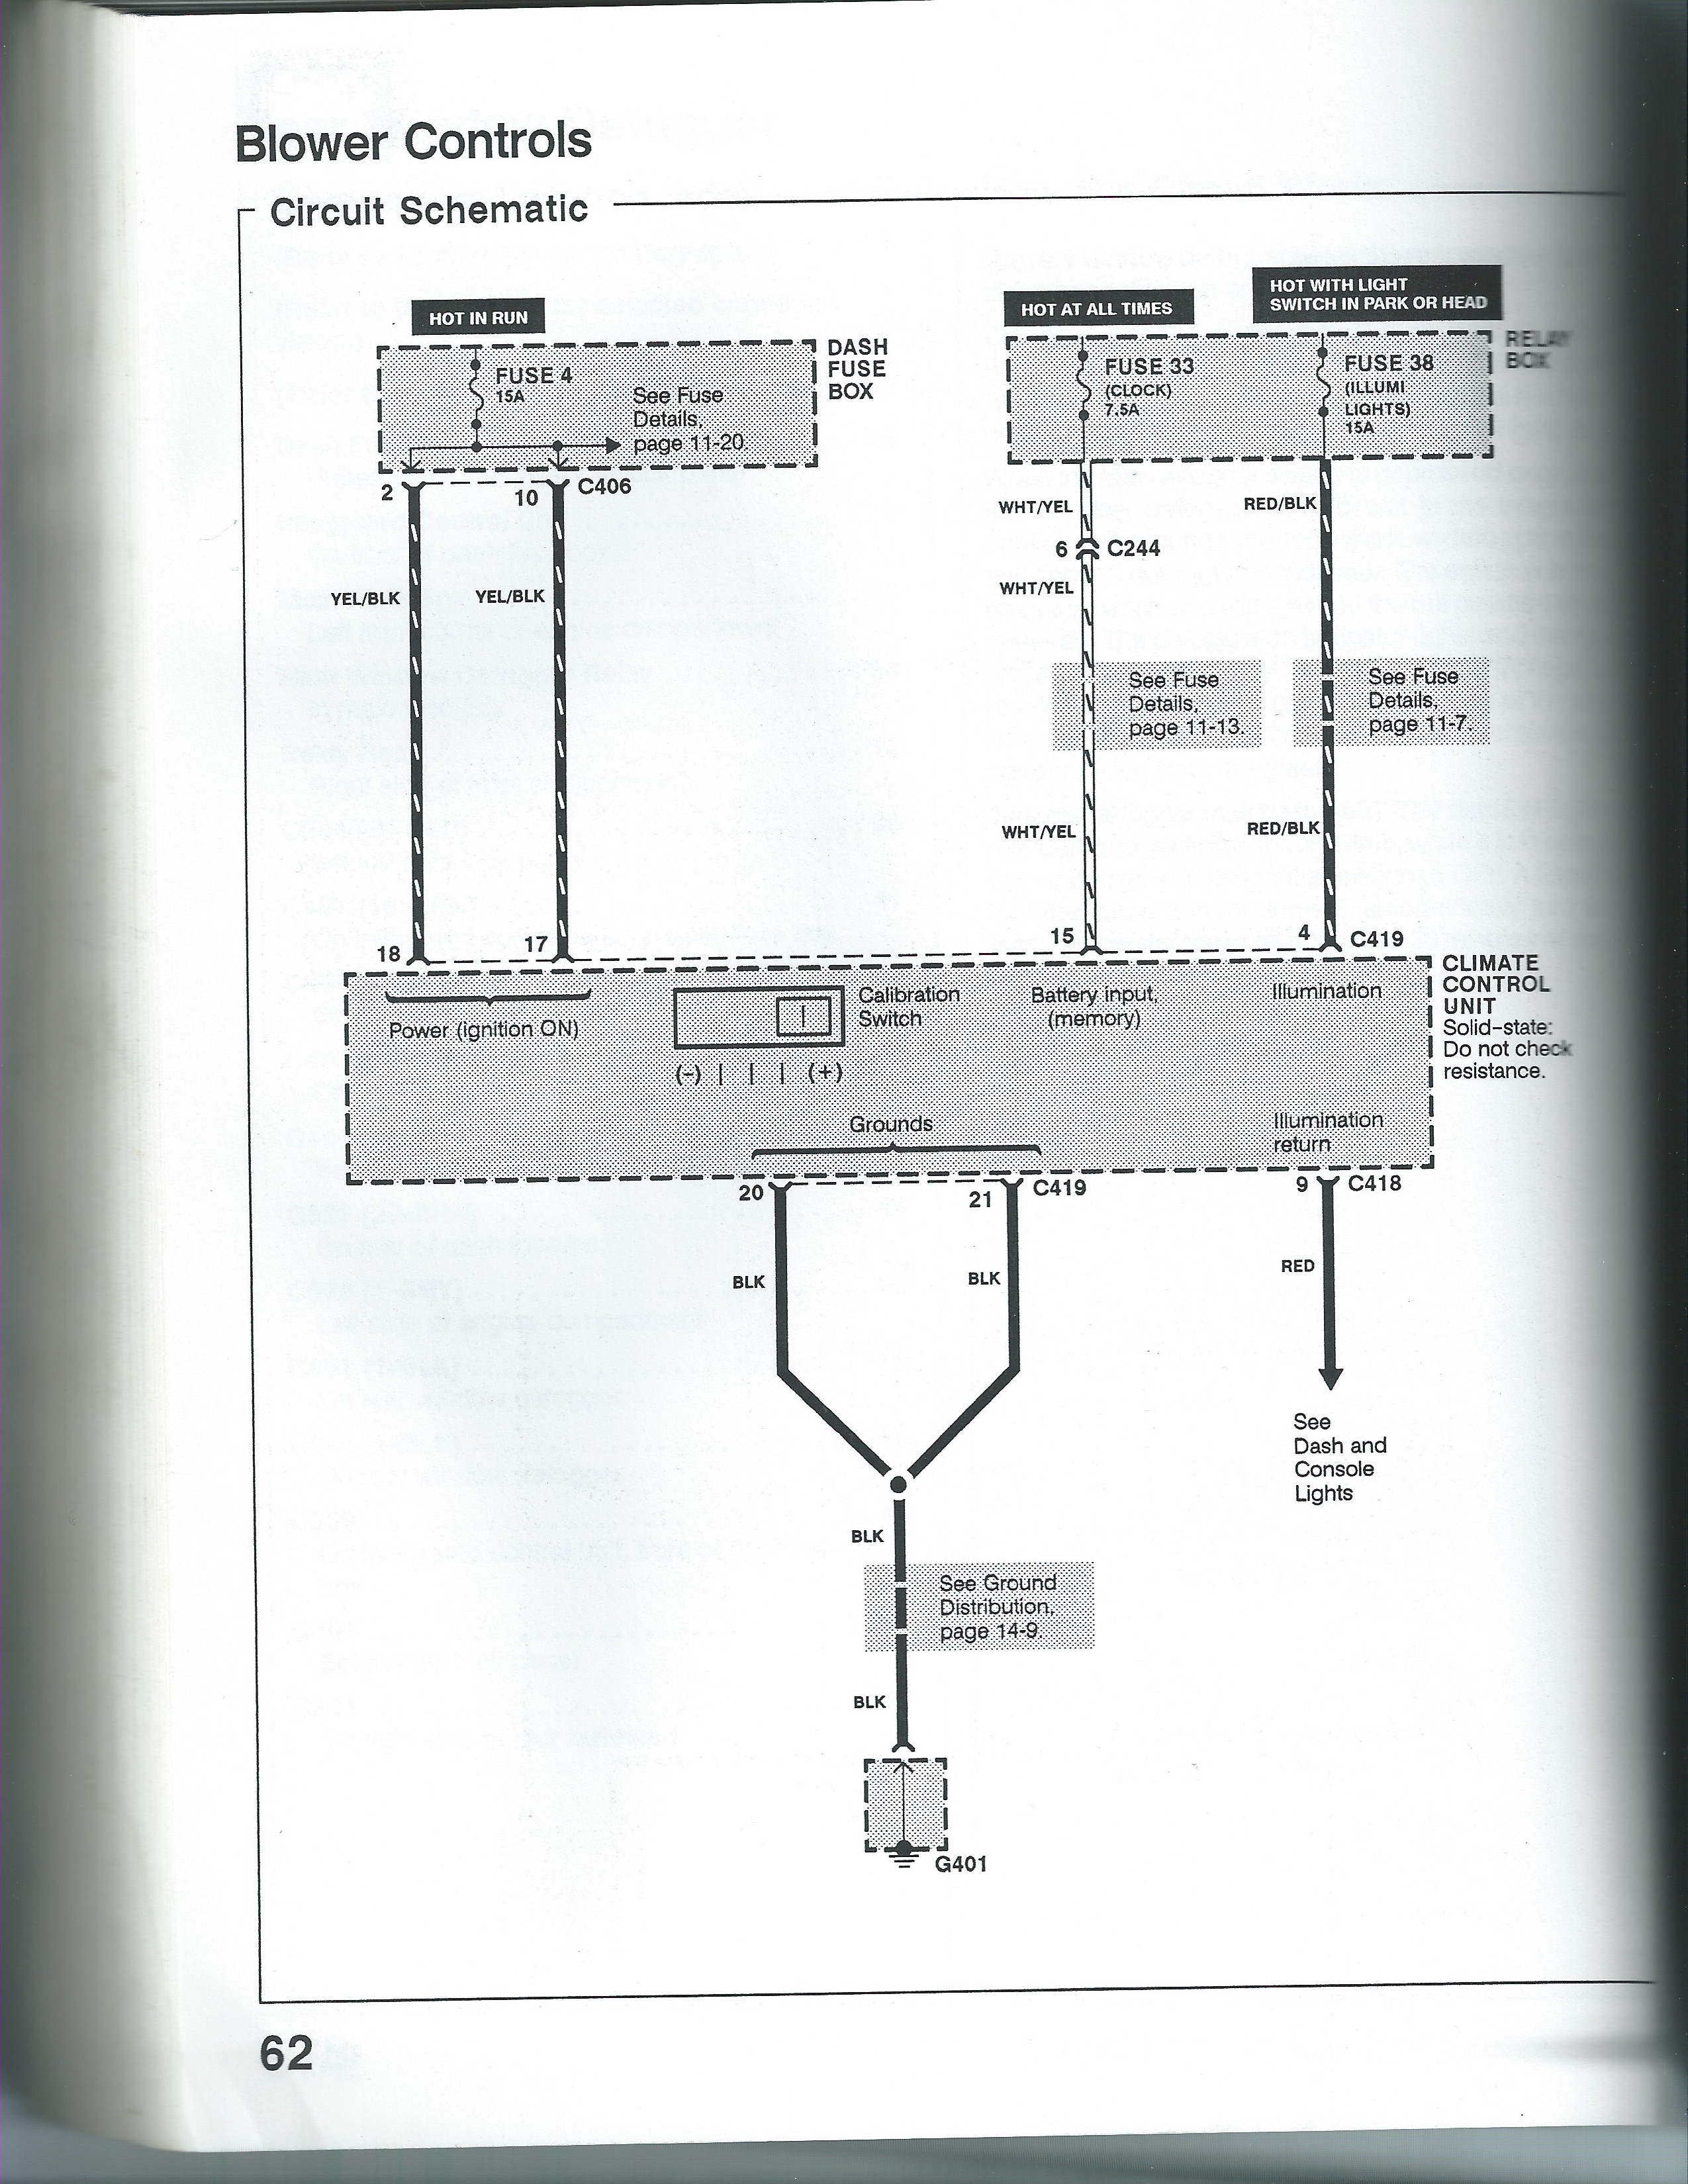 Blower Controls
Circuit Schematic
HOT IN RUN
HOT AT ALL TIMES
HOT WITH LIGHT
SWITCH IN PARK OR HEAD
DASH
FUSE
BOX
FUSE 4
15A
See Fuse
Details,
page 11-20.
RELAY
BOX
FUSE 33
(CLOCK)
7.5A
FUSE 38
(ILLUMI
LIGHTS)
15A
2
10
C406
WHT/YEL
RED/BLK
6
C244
WHT/YEL
YEL/BLK
YEL/BLK
See Fuse
Details,
page 11-13.
See Fuse
Details,
page 11-7.
WHT/YEL
RED/BLK
18
17
15
4
C419
CLIMATE
CONTROL
UNIT
Solid-state:
Do not check
resistance.
Power (ignition ON)
Calibration
Switch
Battery input,
(memory)
Illumination
(-) | | | (+)
Grounds
Illumination
return
20
21
C419
9
C418
BLK
BLK
RED
See
Dash and
Console
Lights
BLK
See Ground
Distribution,
page 14-9.
BLK
G401
62